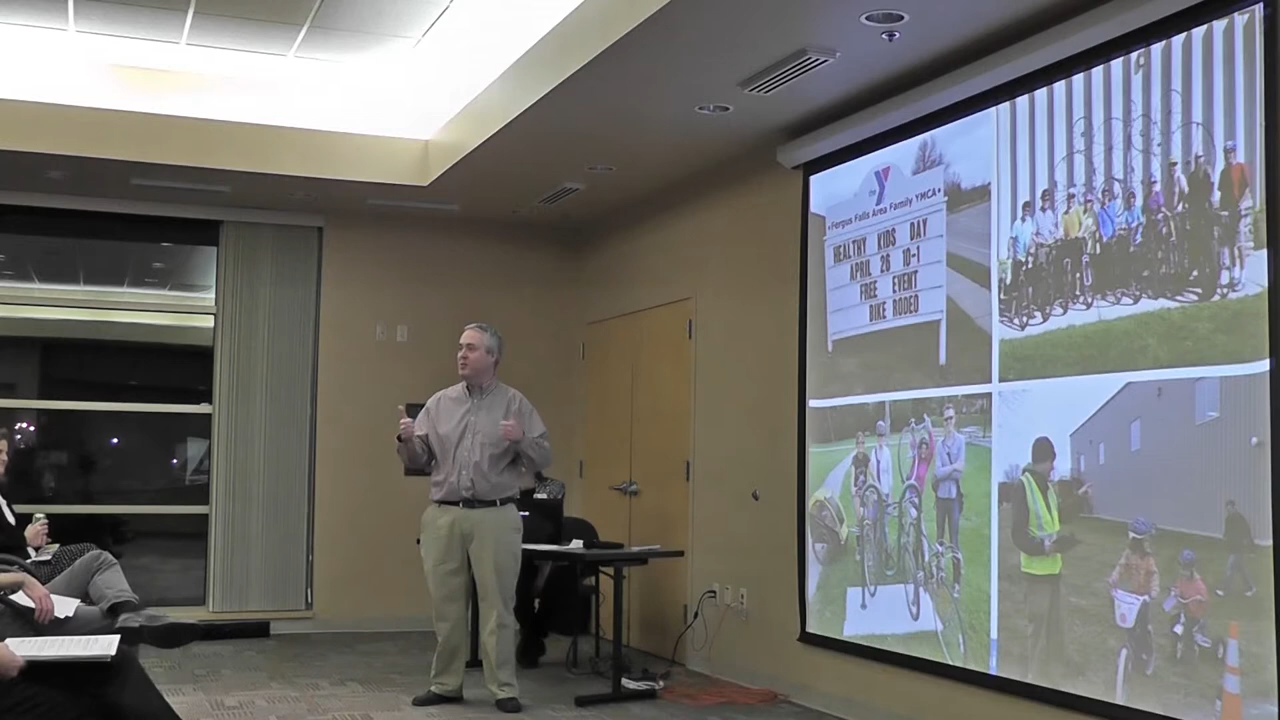 the Y
•Fergus Falls Area Family YMCA•
HEALTHY KIDS DAY
APRIL 26 10-1
FREE EVENT
BIKE RODEO